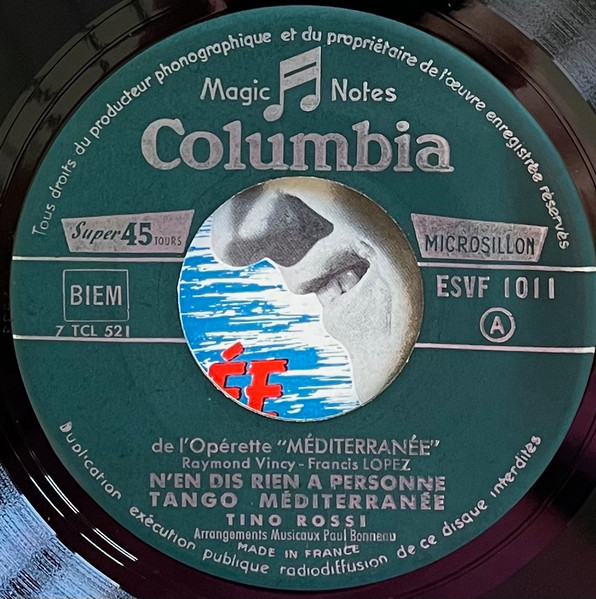 Tous droits du producteur phonographique et du propriétaire de l'œuvre enregistrée réservés
Magic Notes
Columbia
Super 45 TOURS
MICROSILLON
BIEM
ESVF 1011
7 TCL 521
A
ÉE
de l'Opérette "MÉDITERRANÉE"
Raymond Vincy - Francis LOPEZ
N'EN DIS RIEN A PERSONNE
TANGO . MÉDITERRANÉE
TINO ROSSI
Arrangements Musicaux Paul Bonneau
MADE IN FRANCE
Duplication exécution publique radiodiffusion de ce disque interdites